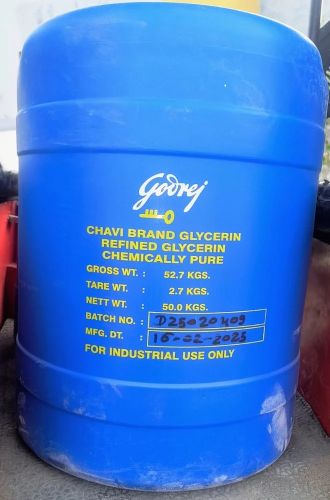 Godrej
CHAVI BRAND GLYCERIN
REFINED GLYCERIN
CHEMICALLY PURE
GROSS WT. : 52.7 KGS.
TARE WT. : 2.7 KGS.
NETT WT. : 50.0 KGS.
BATCH NO. : D25020409
MFG. DT. : 16-02-2025
FOR INDUSTRIAL USE ONLY